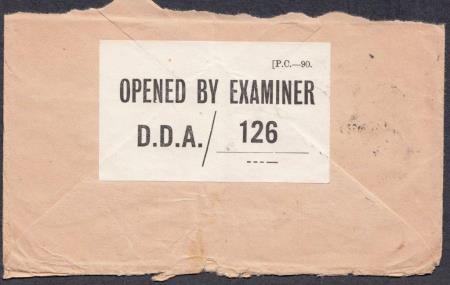 [P.C.—90.
OPENED BY EXAMINER
D.D.A./ 126